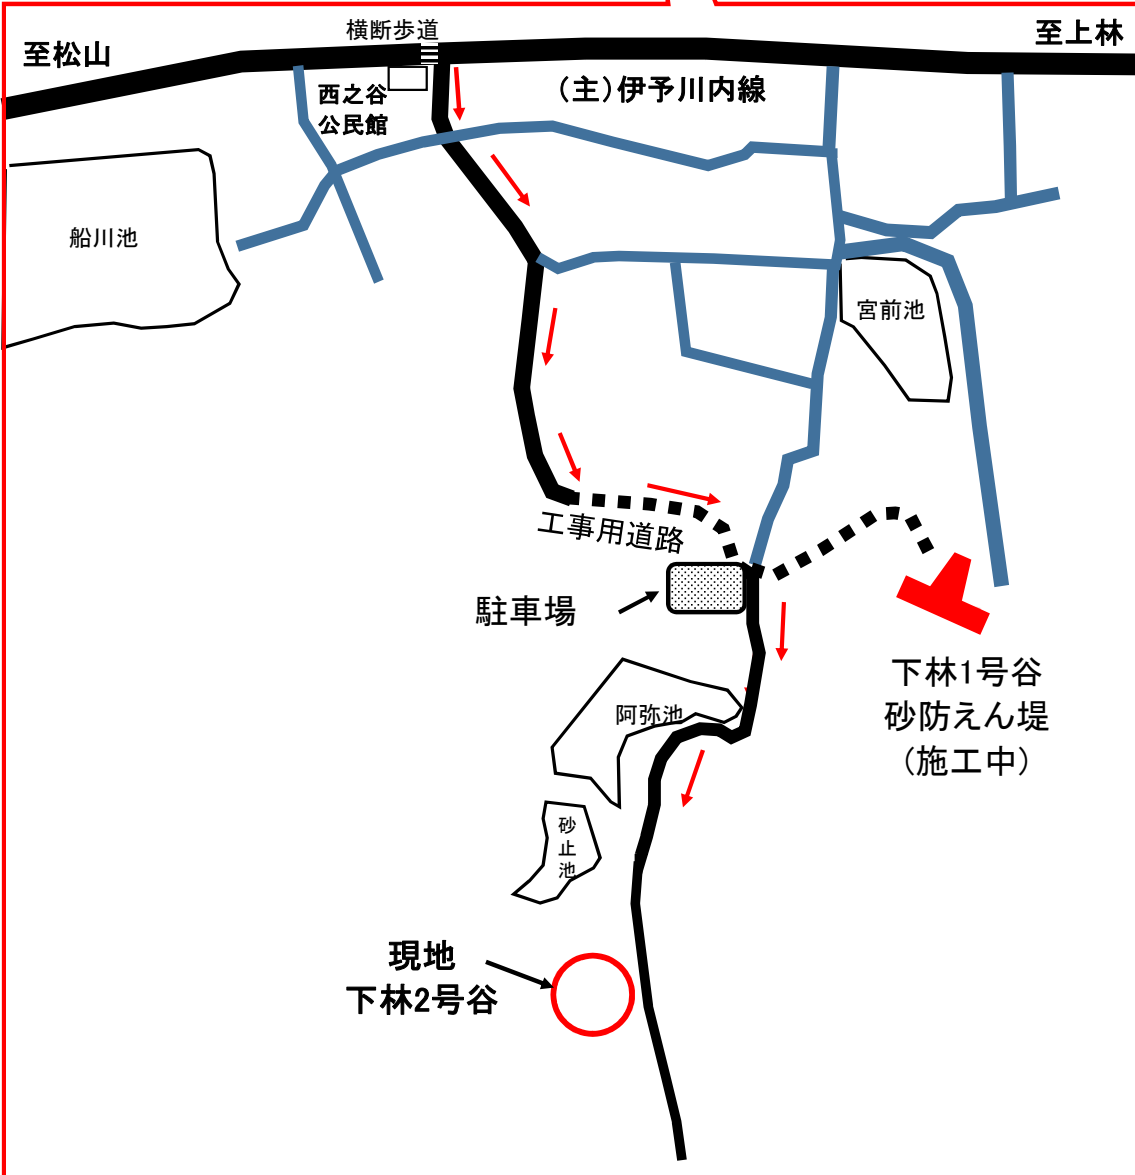 横断歩道
至松山
至上林
西之谷
公民館
（主）伊予川内線
船川池
宮前池
工事用道路
駐車場
下林1号谷
砂防えん堤
（施工中）
阿弥池
砂
止
池
現地
下林2号谷